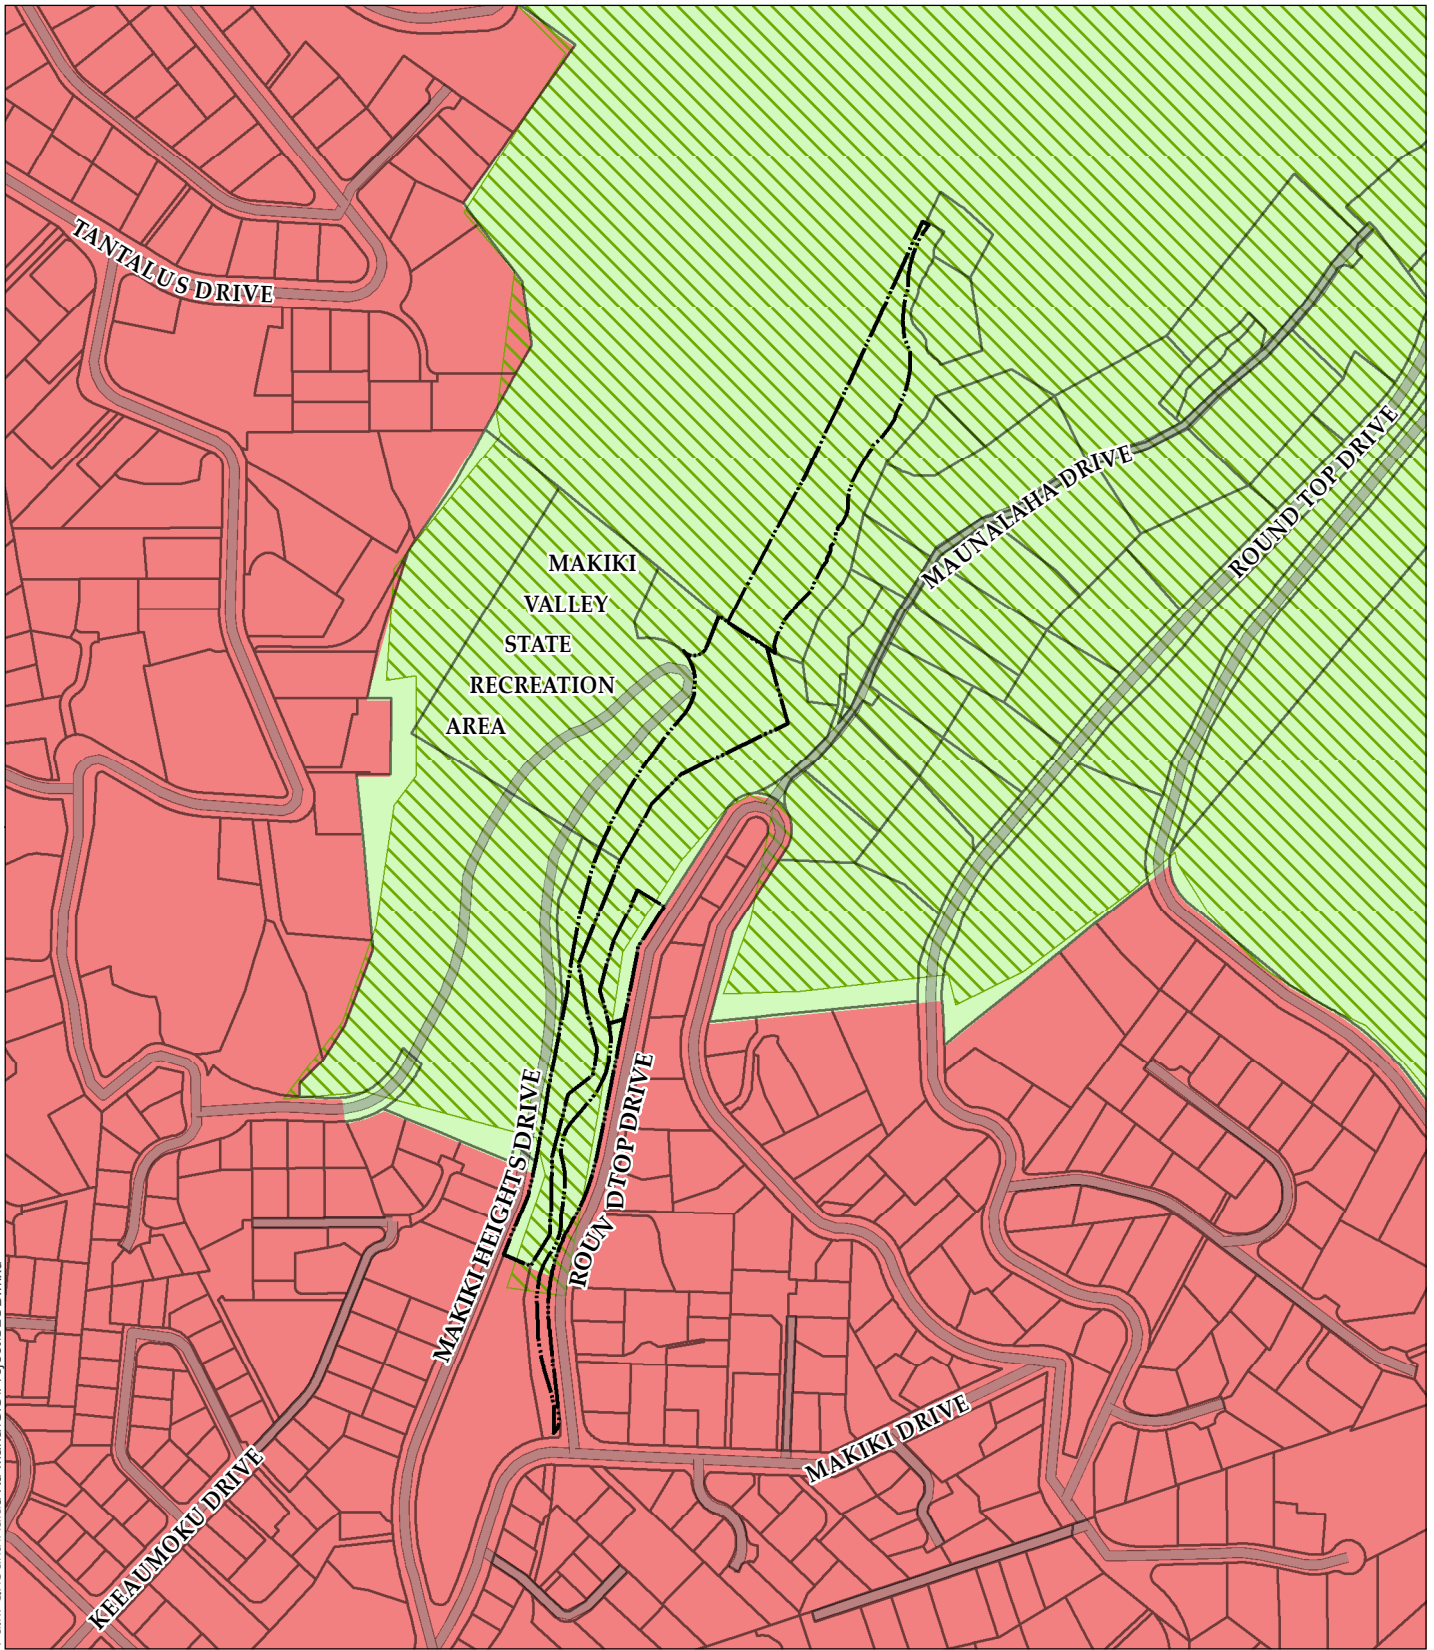 TANTALUS DRIVE
MAKIKI
VALLEY
STATE
RECREATION
AREA
MAUNALAHA DRIVE
ROUND TOP DRIVE
MAKIKI HEIGHTS DRIVE
ROUN DTOP DRIVE
MAKIKI DRIVE
KEEAUMOKU DRIVE